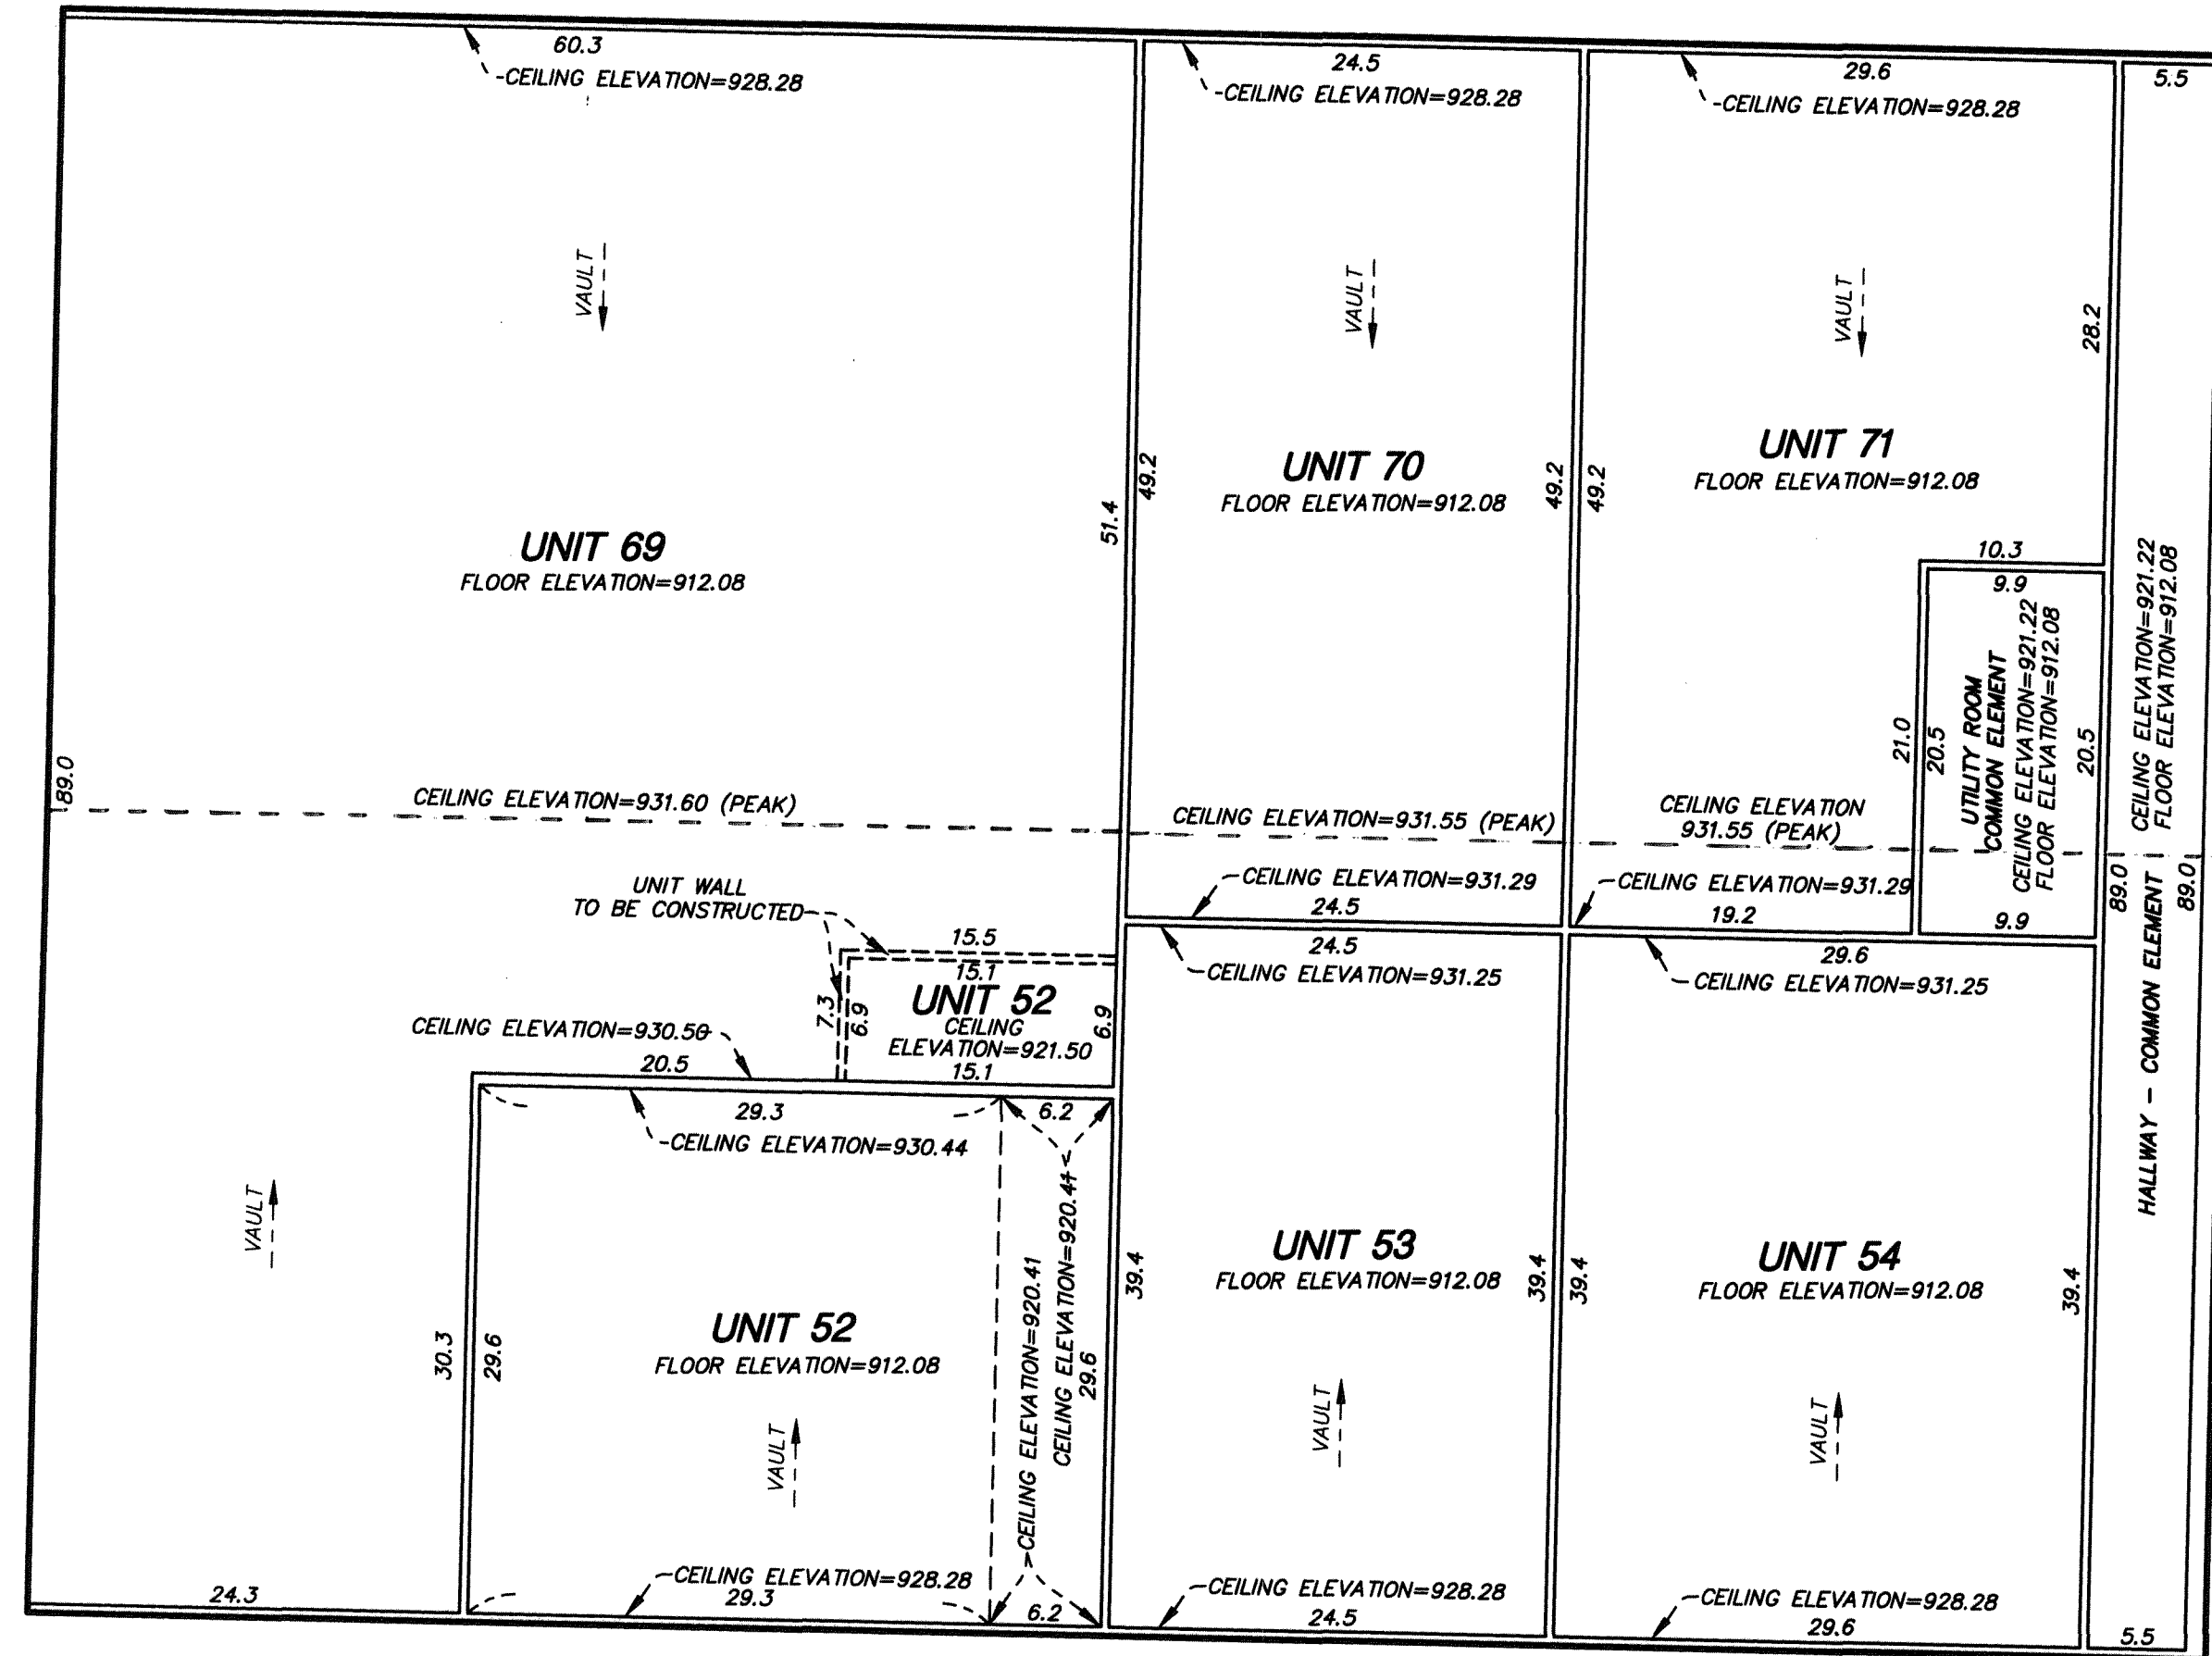 60.3
-CEILING ELEVATION=928.28
24.5
-CEILING ELEVATION=928.28
29.6
-CEILING ELEVATION=928.28
5.5
VAULT
VAULT
VAULT
28.2
UNIT 69
FLOOR ELEVATION=912.08
51.4
49.2
UNIT 70
FLOOR ELEVATION=912.08
49.2
49.2
UNIT 71
FLOOR ELEVATION=912.08
10.3
9.9
21.0
20.5
UTILITY ROOM
COMMON ELEMENT
CEILING ELEVATION=921.22
FLOOR ELEVATION=912.08
20.5
9.9
CEILING ELEVATION=921.22
FLOOR ELEVATION=912.08
89.0
CEILING ELEVATION=931.60 (PEAK)
CEILING ELEVATION=931.55 (PEAK)
CEILING ELEVATION
931.55 (PEAK)
CEILING ELEVATION=931.29
24.5
CEILING ELEVATION=931.29
19.2
89.0
HALLWAY - COMMON ELEMENT
89.0
UNIT WALL
TO BE CONSTRUCTED
15.5
15.1
7.3
6.9
UNIT 52
CEILING
ELEVATION=921.50
6.9
15.1
24.5
CEILING ELEVATION=931.25
29.6
CEILING ELEVATION=931.25
CEILING ELEVATION=930.50
20.5
29.3
-CEILING ELEVATION=930.44
6.2
VAULT
30.3
29.6
UNIT 52
FLOOR ELEVATION=912.08
VAULT
CEILING ELEVATION=920.41
CEILING ELEVATION=920.41
29.6
39.4
UNIT 53
FLOOR ELEVATION=912.08
39.4
VAULT
39.4
UNIT 54
FLOOR ELEVATION=912.08
39.4
VAULT
24.3
CEILING ELEVATION=928.28
29.3
6.2
CEILING ELEVATION=928.28
24.5
CEILING ELEVATION=928.28
29.6
5.5